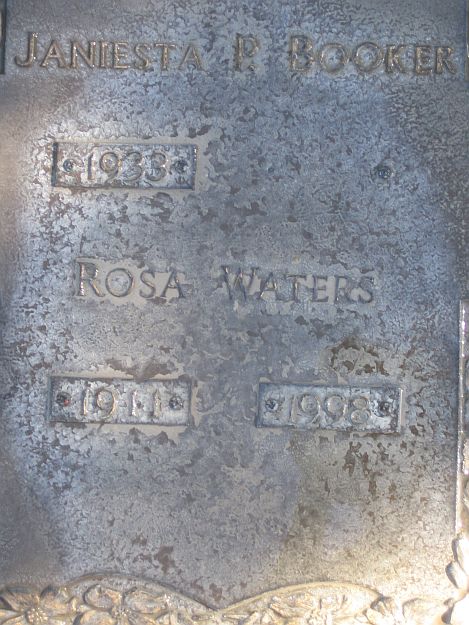 JANIESTA P. BOOKER
1933
ROSA WATERS
1911 1998